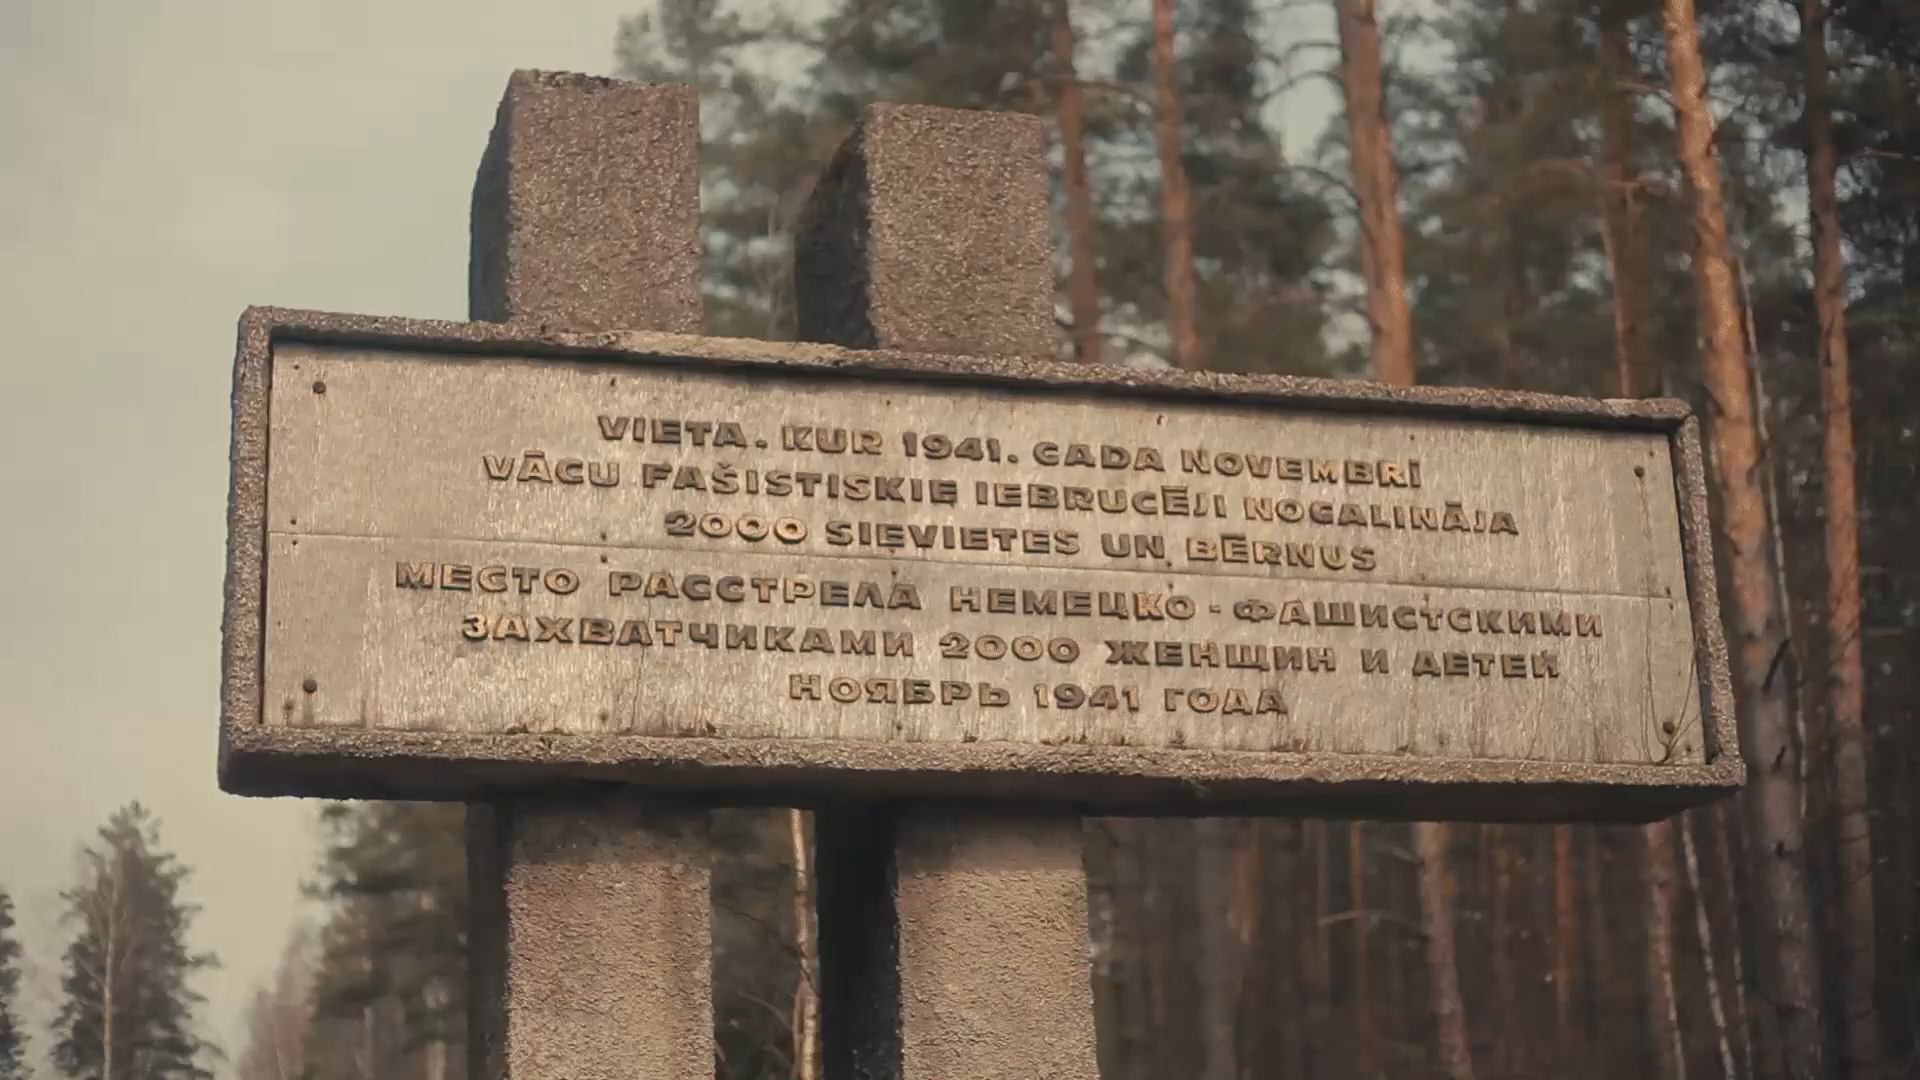 VIETA. KUR 1941. GADA NOVEMBRĪ
VĀCU FAŠISTISKIE IEBRUCĒJI NOGALINĀJA
2000 SIEVIETES UN BĒRNUS
МЕСТО РАССТРЕЛА НЕМЕЦКО-ФАШИСТСКИМИ
ЗАХВАТЧИКАМИ 2000 ЖЕНЩИН И ДЕТЕЙ
НОЯБРЬ 1941 ГОДА